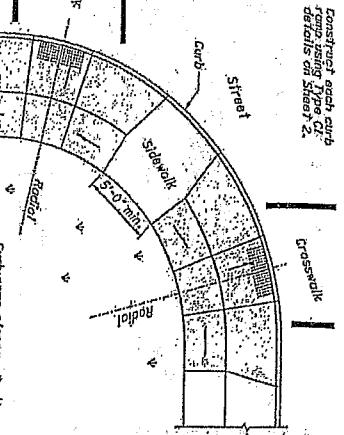 Construct each curb
ramp using Type C1
details on Sheet 2.
Street
Curb
Sidewalk
5'-0" min.
Crosswalk
Radial
Radial